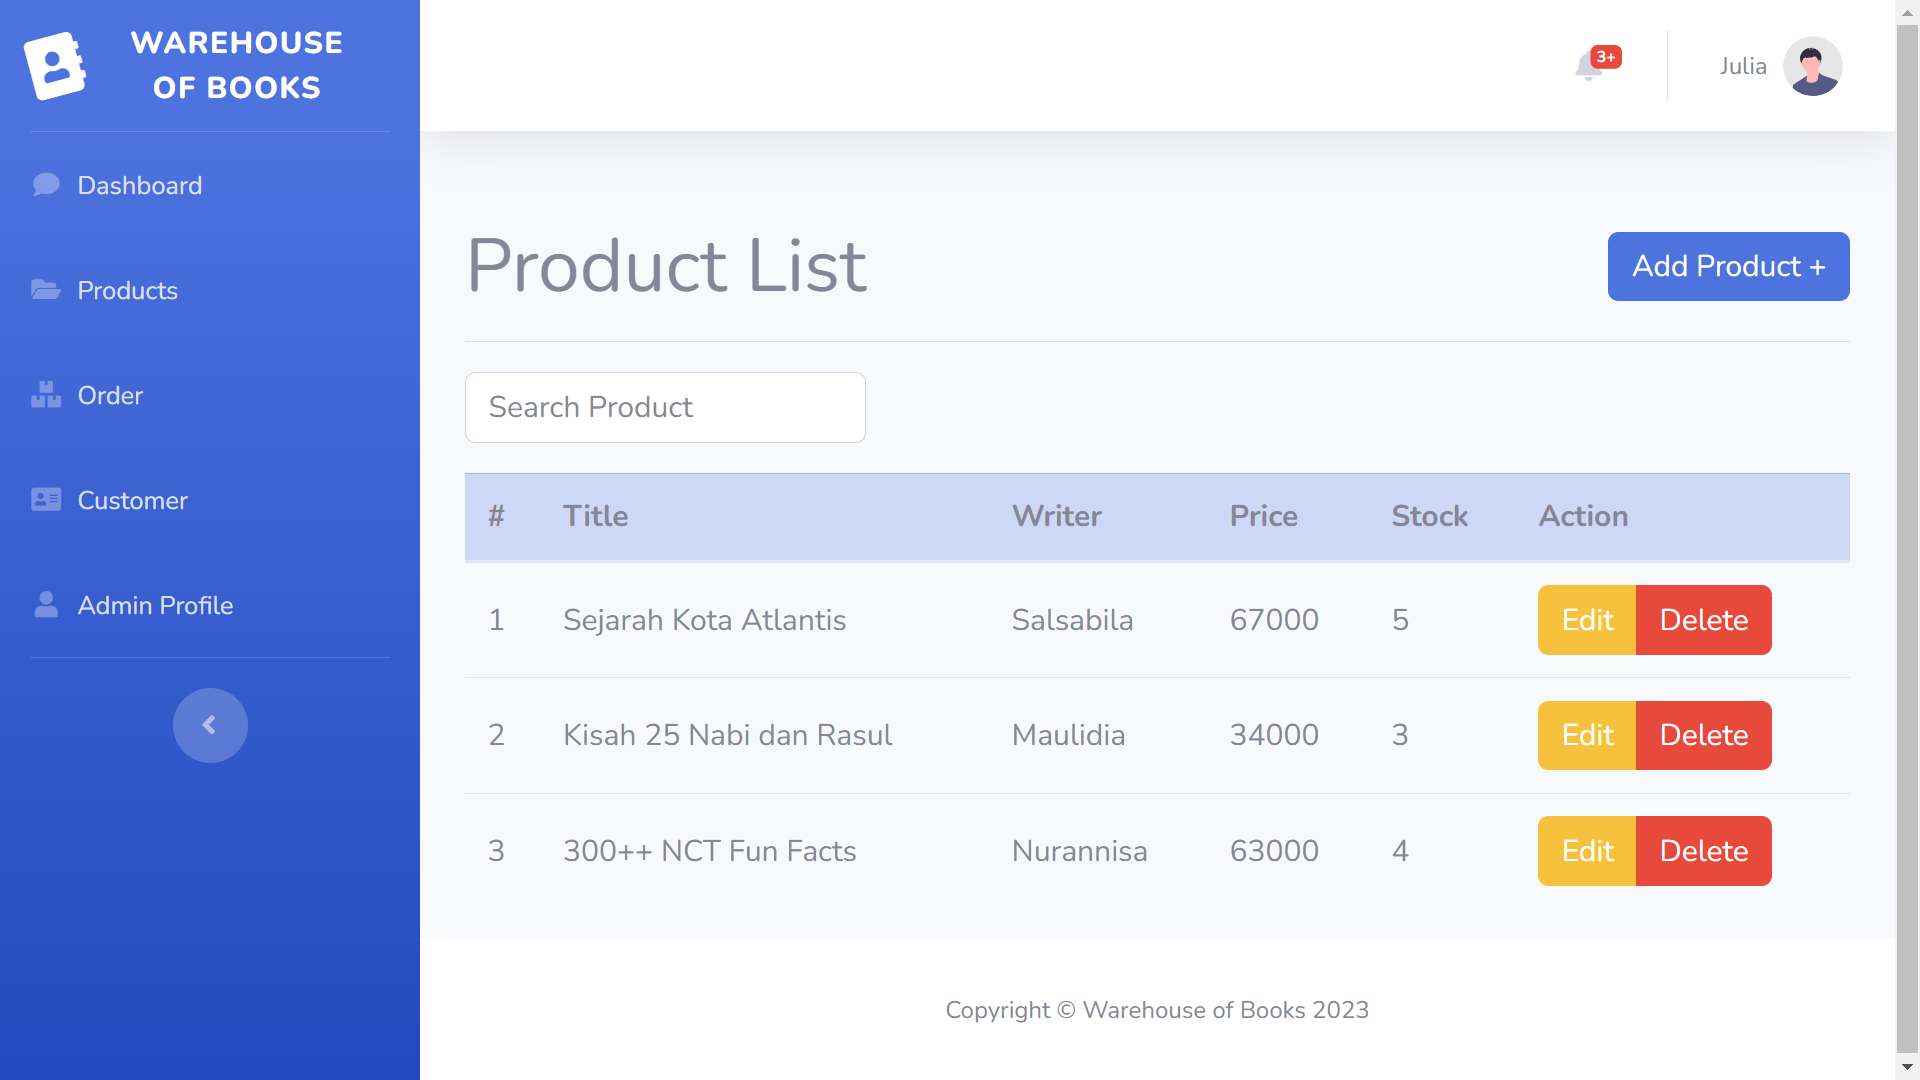 WAREHOUSE
OF BOOKS
Dashboard
Products
Order
Customer
Admin Profile
3+
Julia
Product List
Add Product +
Search Product
# Title Writer Price Stock Action
1 Sejarah Kota Atlantis Salsabila 67000 5 Edit Delete
2 Kisah 25 Nabi dan Rasul Maulidia 34000 3 Edit Delete
3 300++ NCT Fun Facts Nurannisa 63000 4 Edit Delete
Copyright © Warehouse of Books 2023